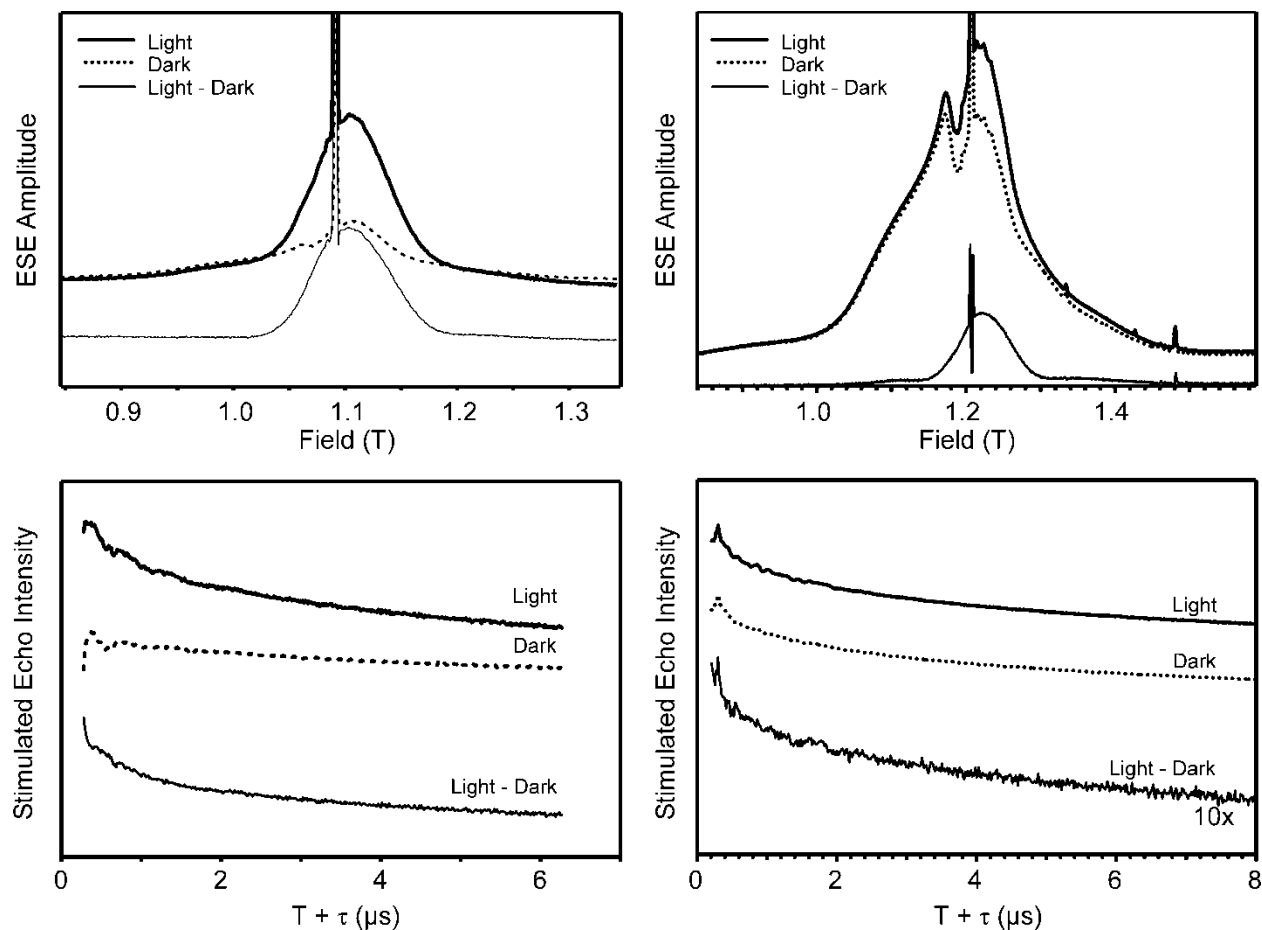 Light
Dark
Light - Dark
ESE Amplitude
0.9 1.0 1.1 1.2 1.3
Field (T)
Light
Dark
Light - Dark
ESE Amplitude
1.0 1.2 1.4
Field (T)
Stimulated Echo Intensity
Light
Dark
Light - Dark
0 2 4 6
T + τ (µs)
Stimulated Echo Intensity
Light
Dark
Light - Dark
10x
0 2 4 6 8
T + τ (µs)